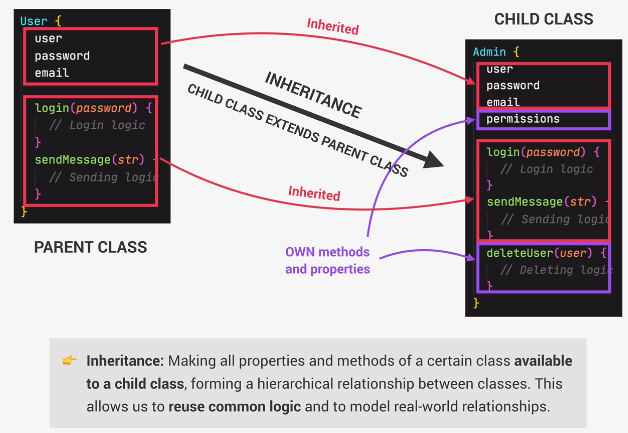 User {
user
password
email
login(password) {
// Login logic
}
sendMessage(str) {
// Sending logic
}
}
PARENT CLASS
Inherited
INHERITANCE
CHILD CLASS EXTENDS PARENT CLASS
Inherited
OWN methods
and properties
CHILD CLASS
Admin {
user
password
email
permissions
login(password) {
// Login logic
}
sendMessage(str) {
// Sending logic
}
deleteUser(user) {
// Deleting logic
}
}
👉 Inheritance: Making all properties and methods of a certain class available
to a child class, forming a hierarchical relationship between classes. This
allows us to reuse common logic and to model real-world relationships.